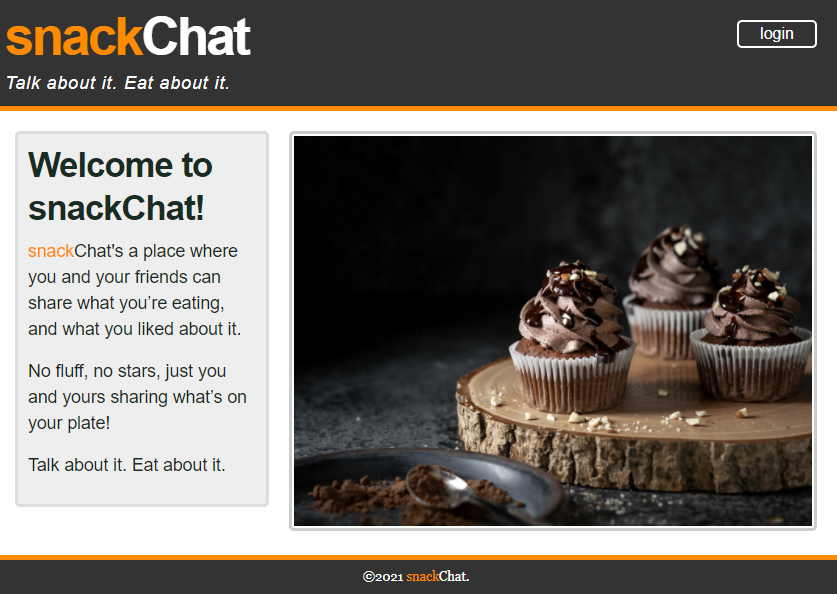 snackChat
login
Talk about it. Eat about it.
Welcome to
snackChat!
snackChat's a place where
you and your friends can
share what you’re eating,
and what you liked about it.
No fluff, no stars, just you
and yours sharing what’s on
your plate!
Talk about it. Eat about it.
©2021 snackChat.